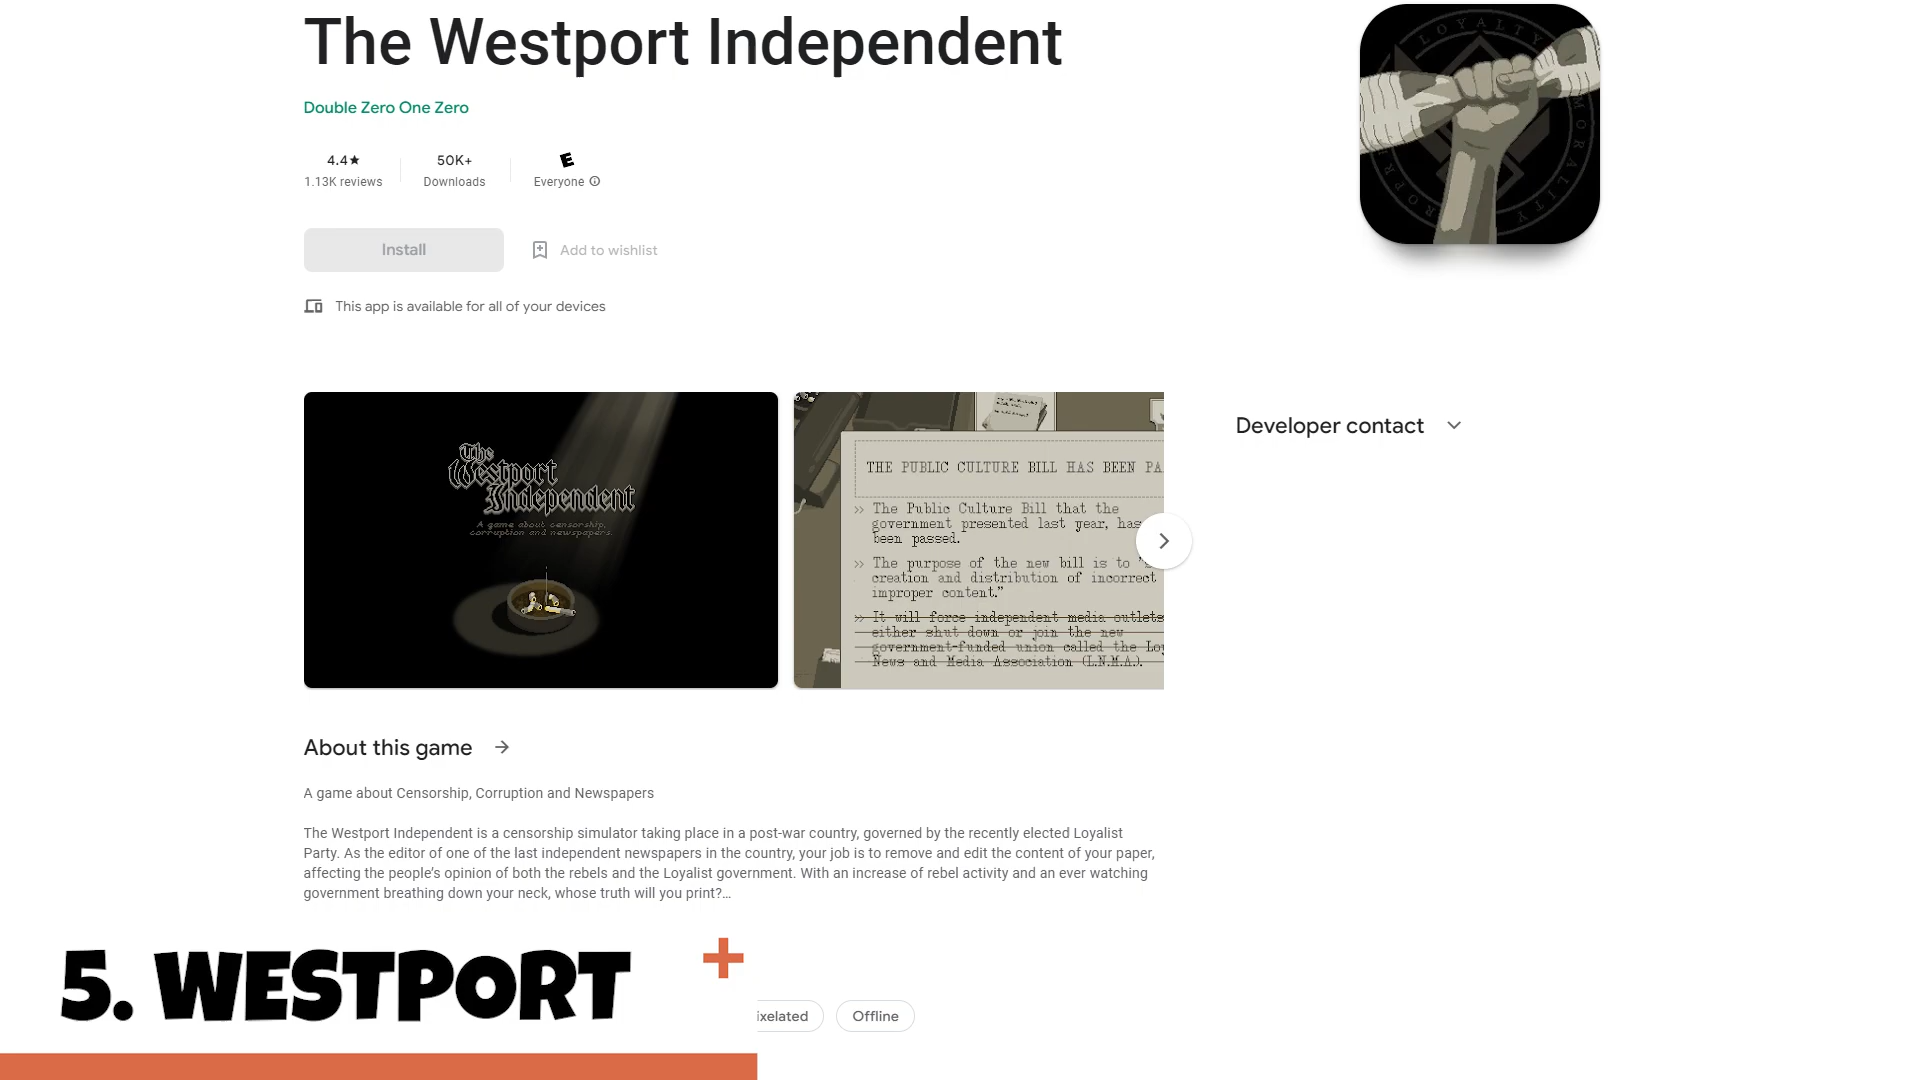 The Westport Independent
Double Zero One Zero
4.4★
1.13K reviews
50K+
Downloads
E
Everyone
Install
Add to wishlist
This app is available for all of your devices
LOYALTY
MORALITY
The
Westport
Independent
A game about censorship,
corruption and newspapers.
THE PUBLIC CULTURE BILL HAS BEEN PA
» The Public Culture Bill that the
government presented last year, has
been passed.
» The purpose of the new bill is to
creation and distribution of incorrect
improper content."
» It will force independent media outlets
either shut down or join the new
government-funded union called the Loy
News and Media Association (L.N.M.A.).
Developer contact
About this game
A game about Censorship, Corruption and Newspapers
The Westport Independent is a censorship simulator taking place in a post-war country, governed by the recently elected Loyalist
Party. As the editor of one of the last independent newspapers in the country, your job is to remove and edit the content of your paper,
affecting the people’s opinion of both the rebels and the Loyalist government. With an increase of rebel activity and an ever watching
government breathing down your neck, whose truth will you print?…
5. WESTPORT
ixelated
Offline